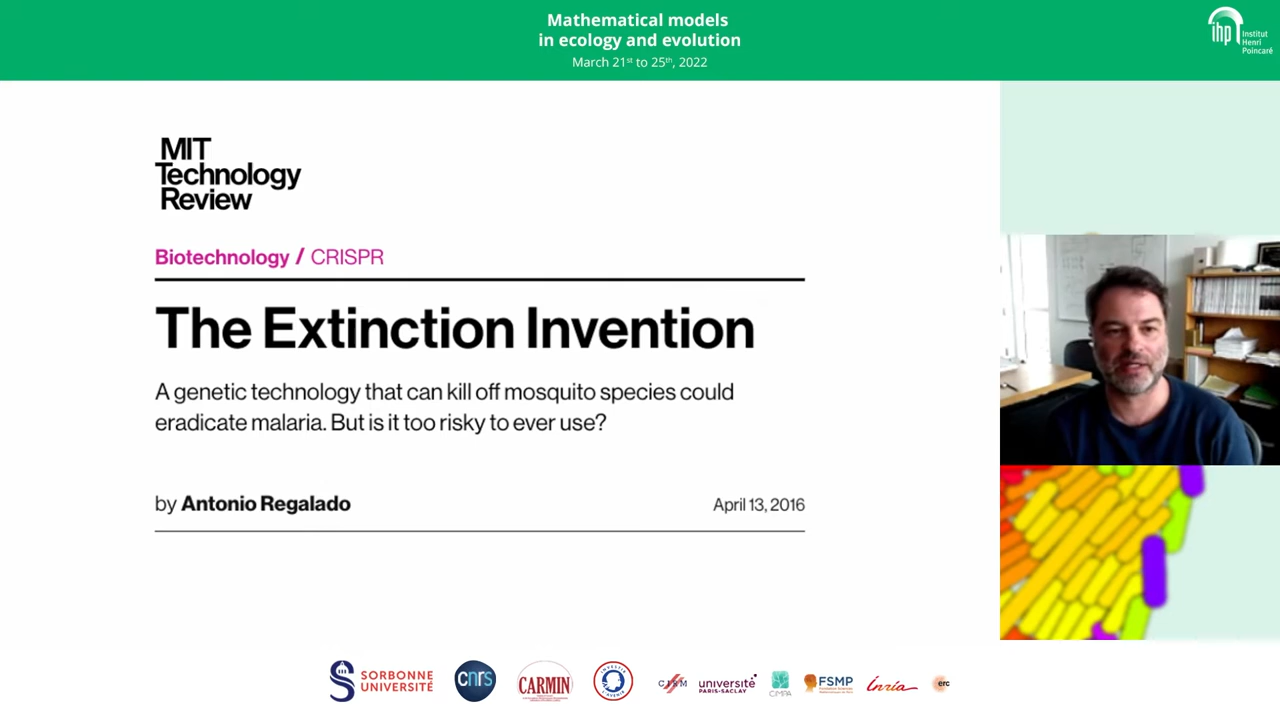 Mathematical models
in ecology and evolution
March 21st to 25th, 2022
ihp Institut
Henri
Poincaré
MIT
Technology
Review
Biotechnology / CRISPR
The Extinction Invention
A genetic technology that can kill off mosquito species could
eradicate malaria. But is it too risky to ever use?
by Antonio Regalado
April 13, 2016
SORBONNE
UNIVERSITÉ
cnrs
CARMIN
CIRM
université
PARIS-SACLAY
CIMPA
FSMP
Inria
erc